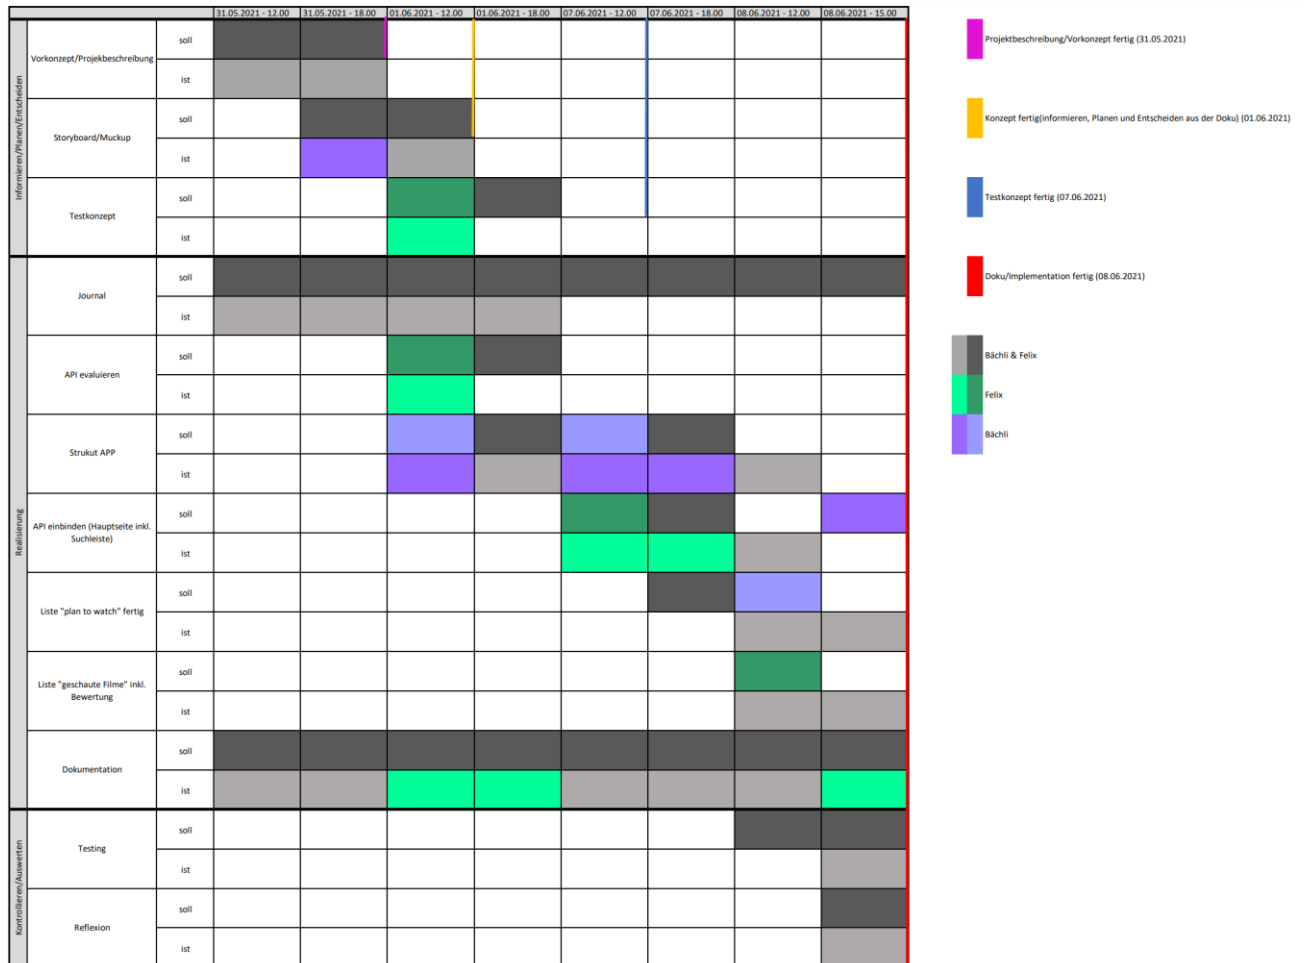 31.05.2021 - 12.00 31.05.2021 - 18.00 01.06.2021 - 12.00 01.06.2021 - 18.00 07.06.2021 - 12.00 07.06.2021 - 18.00 08.06.2021 - 12.00 08.06.2021 - 15.00
Informieren/Planen/Entscheiden
Vorkonzept/Projektbeschreibung
soll
ist
Storyboard/Muckup
soll
ist
Testkonzept
soll
ist
Realisierung
Journal
soll
ist
API evaluieren
soll
ist
Strukut APP
soll
ist
API einbinden (Hauptseite inkl.
Suchleiste)
soll
ist
Liste "plan to watch" fertig
soll
ist
Liste "geschaute Filme" inkl.
Bewertung
soll
ist
Dokumentation
soll
ist
Kontrollieren/Auswerten
Testing
soll
ist
Reflexion
soll
ist
Projektbeschreibung/Vorkonzept fertig (31.05.2021)
Konzept fertig(informieren, Planen und Entscheiden aus der Doku) (01.06.2021)
Testkonzept fertig (07.06.2021)
Doku/Implementation fertig (08.06.2021)
Bächli & Felix
Felix
Bächli